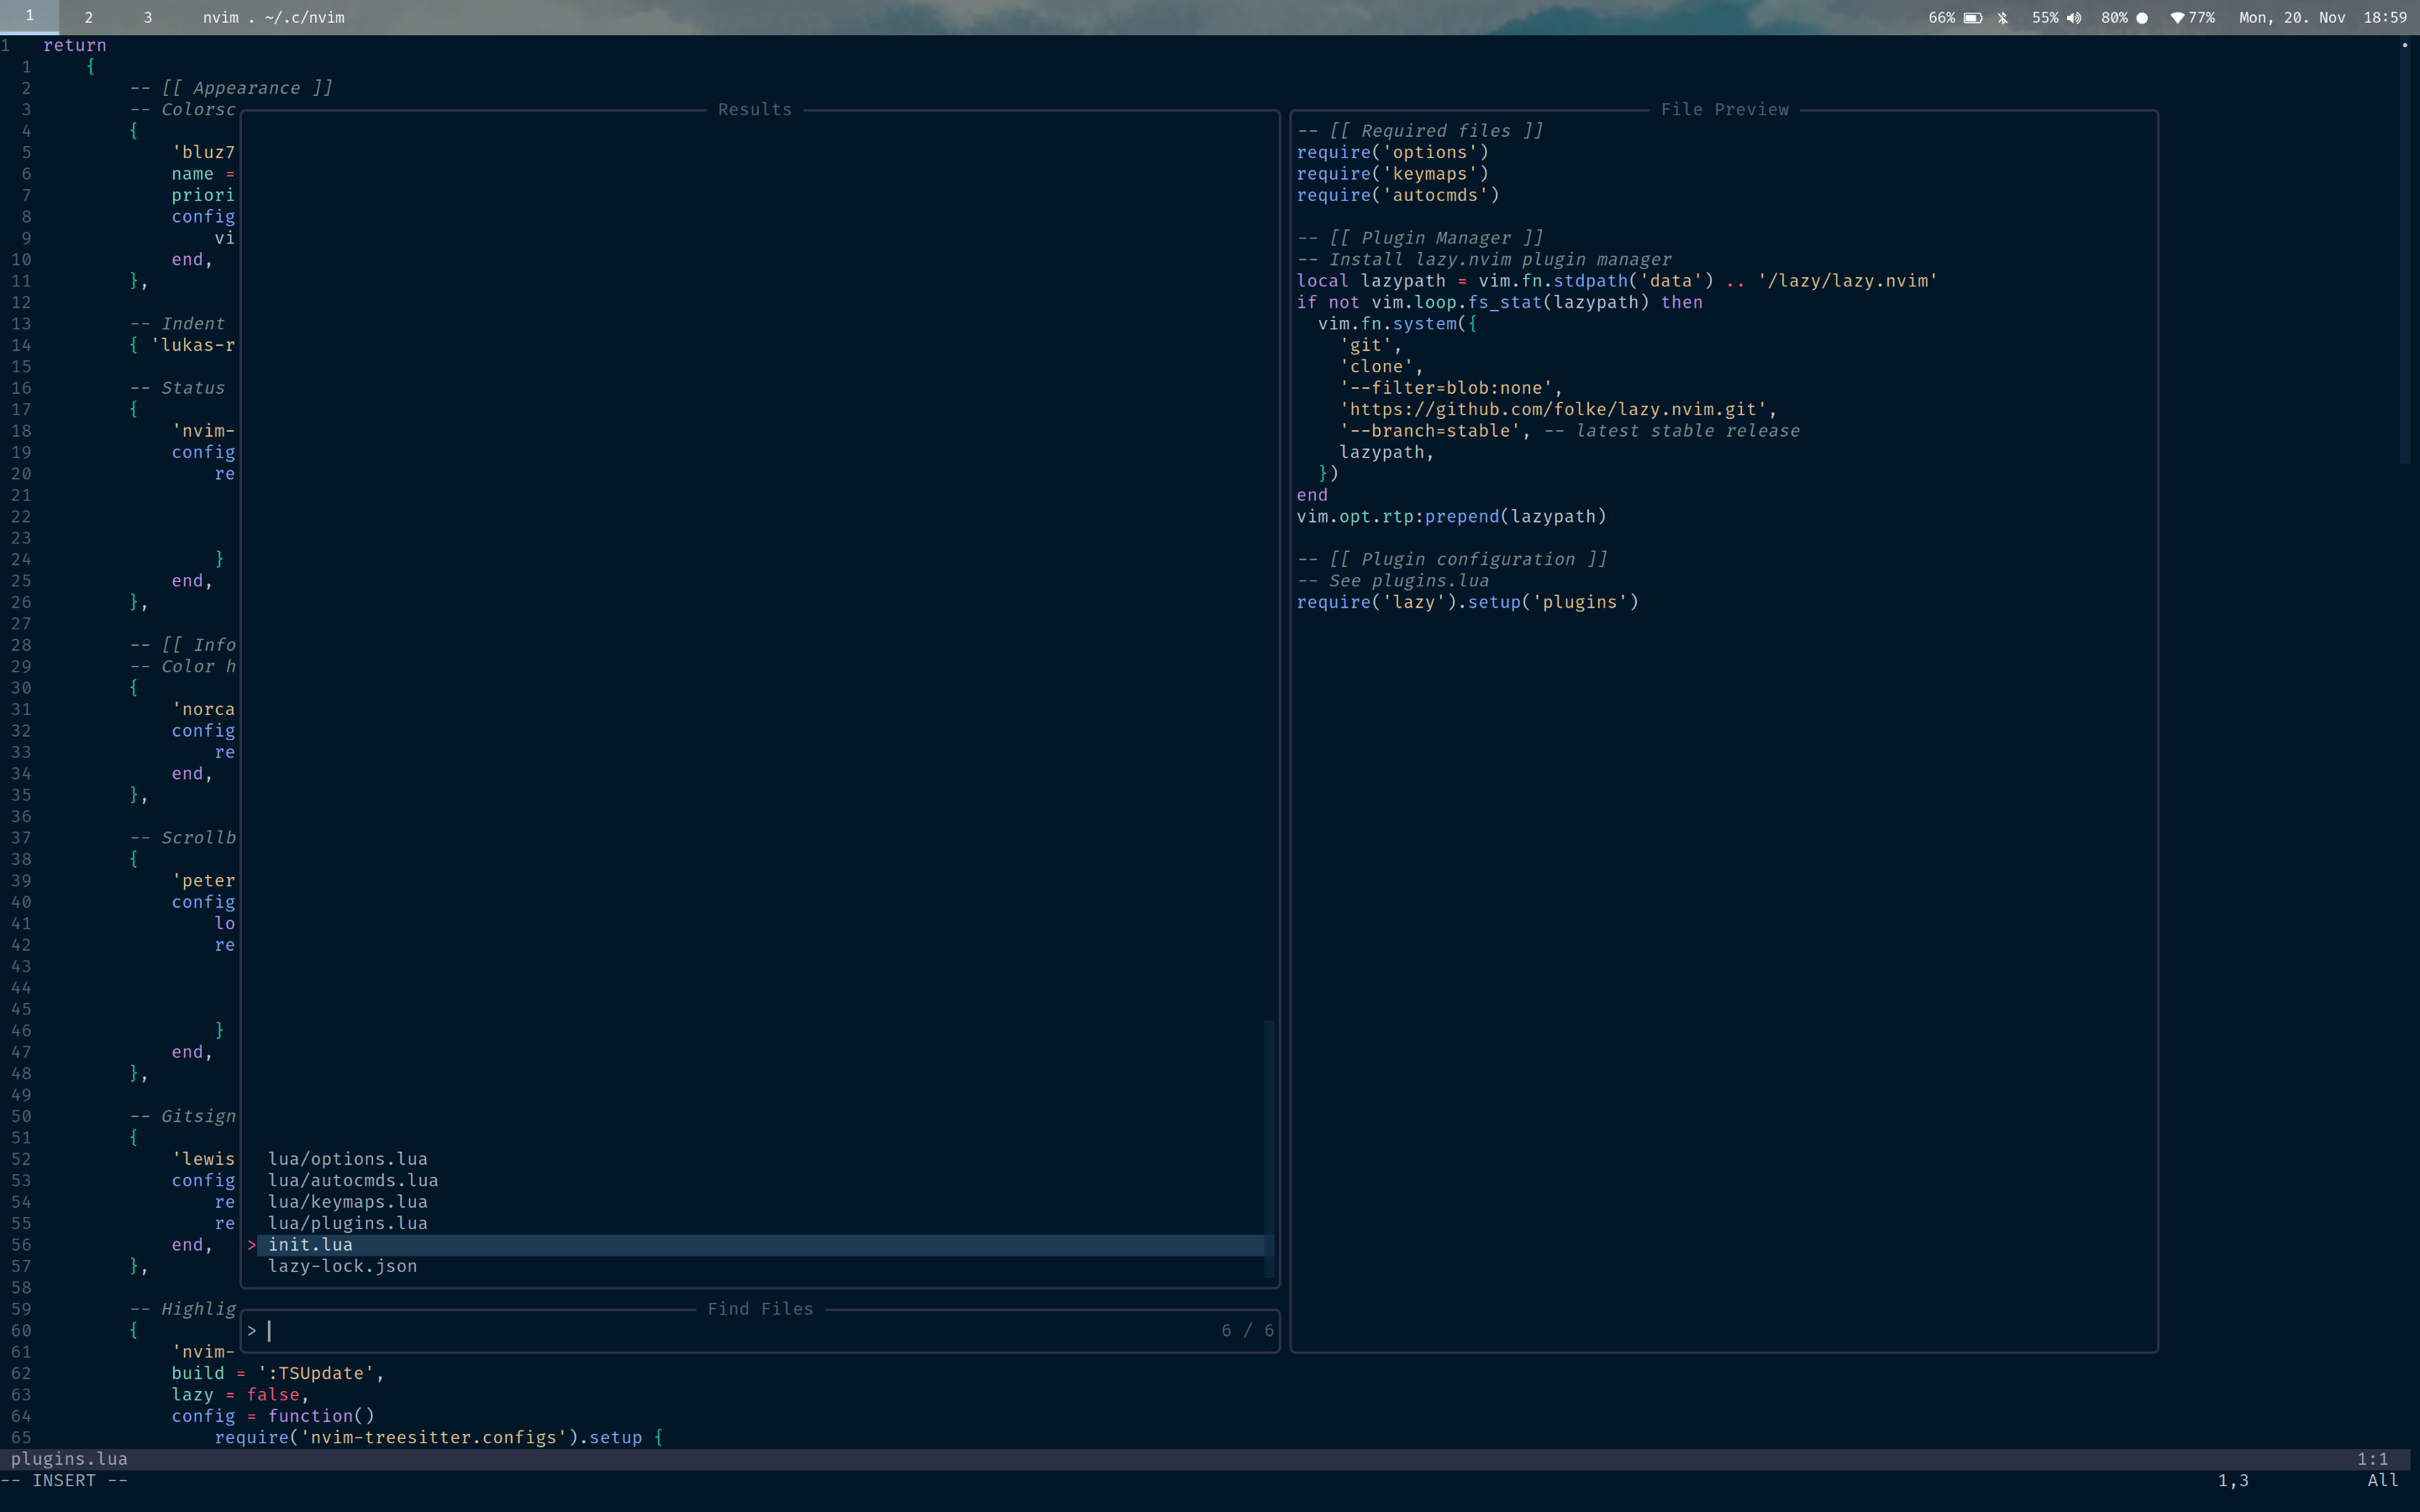 1 2 3 nvim . ~/.c/nvim 66% 55% 80% 77% Mon, 20. Nov 18:59
1 return
1 {
2 -- [[ Appearance ]]
3 -- Colorsc
4 {
5 'bluz7
6 name =
7 priori
8 config
9 vi
10 end,
11 },
12
13 -- Indent
14 { 'lukas-r
15
16 -- Status
17 {
18 'nvim-
19 config
20 re
21
22
23
24 }
25 end,
26 },
27
28 -- [[ Info
29 -- Color h
30 {
31 'norca
32 config
33 re
34 end,
35 },
36
37 -- Scrollb
38 {
39 'peter
40 config
41 lo
42 re
43
44
45
46 }
47 end,
48 },
49
50 -- Gitsign
51 {
52 'lewis
53 config
54 re
55 re
56 end,
57 },
58
59 -- Highlig
60 {
61 'nvim-
62 build = ':TSUpdate',
63 lazy = false,
64 config = function()
65 require('nvim-treesitter.configs').setup {
Results
lua/options.lua
lua/autocmds.lua
lua/keymaps.lua
lua/plugins.lua
> init.lua
lazy-lock.json
Find Files
> 6 / 6
File Preview
-- [[ Required files ]]
require('options')
require('keymaps')
require('autocmds')
-- [[ Plugin Manager ]]
-- Install lazy.nvim plugin manager
local lazypath = vim.fn.stdpath('data') .. '/lazy/lazy.nvim'
if not vim.loop.fs_stat(lazypath) then
vim.fn.system({
'git',
'clone',
'--filter=blob:none',
'https://github.com/folke/lazy.nvim.git',
'--branch=stable', -- latest stable release
lazypath,
})
end
vim.opt.rtp:prepend(lazypath)
-- [[ Plugin configuration ]]
-- See plugins.lua
require('lazy').setup('plugins')
plugins.lua 1:1
-- INSERT -- 1,3 All